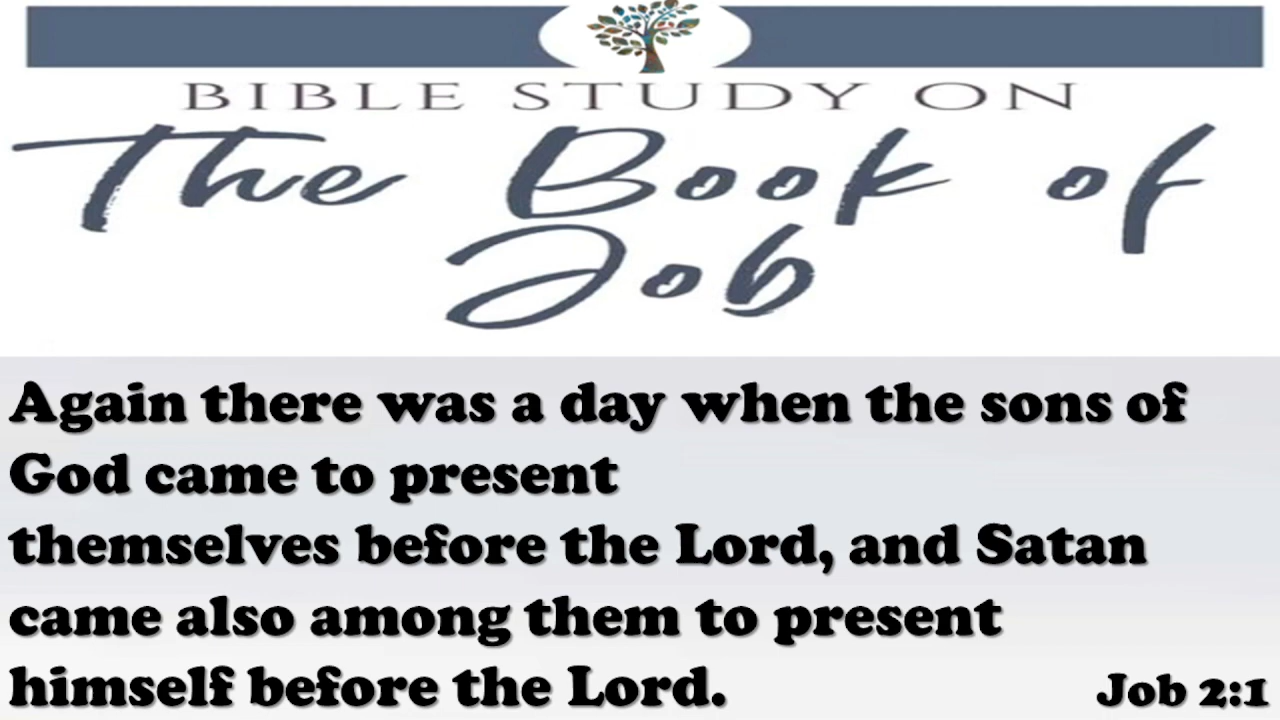 BIBLE STUDY ON
The Book of
Job
Again there was a day when the sons of
God came to present
themselves before the Lord, and Satan
came also among them to present
himself before the Lord.
Job 2:1